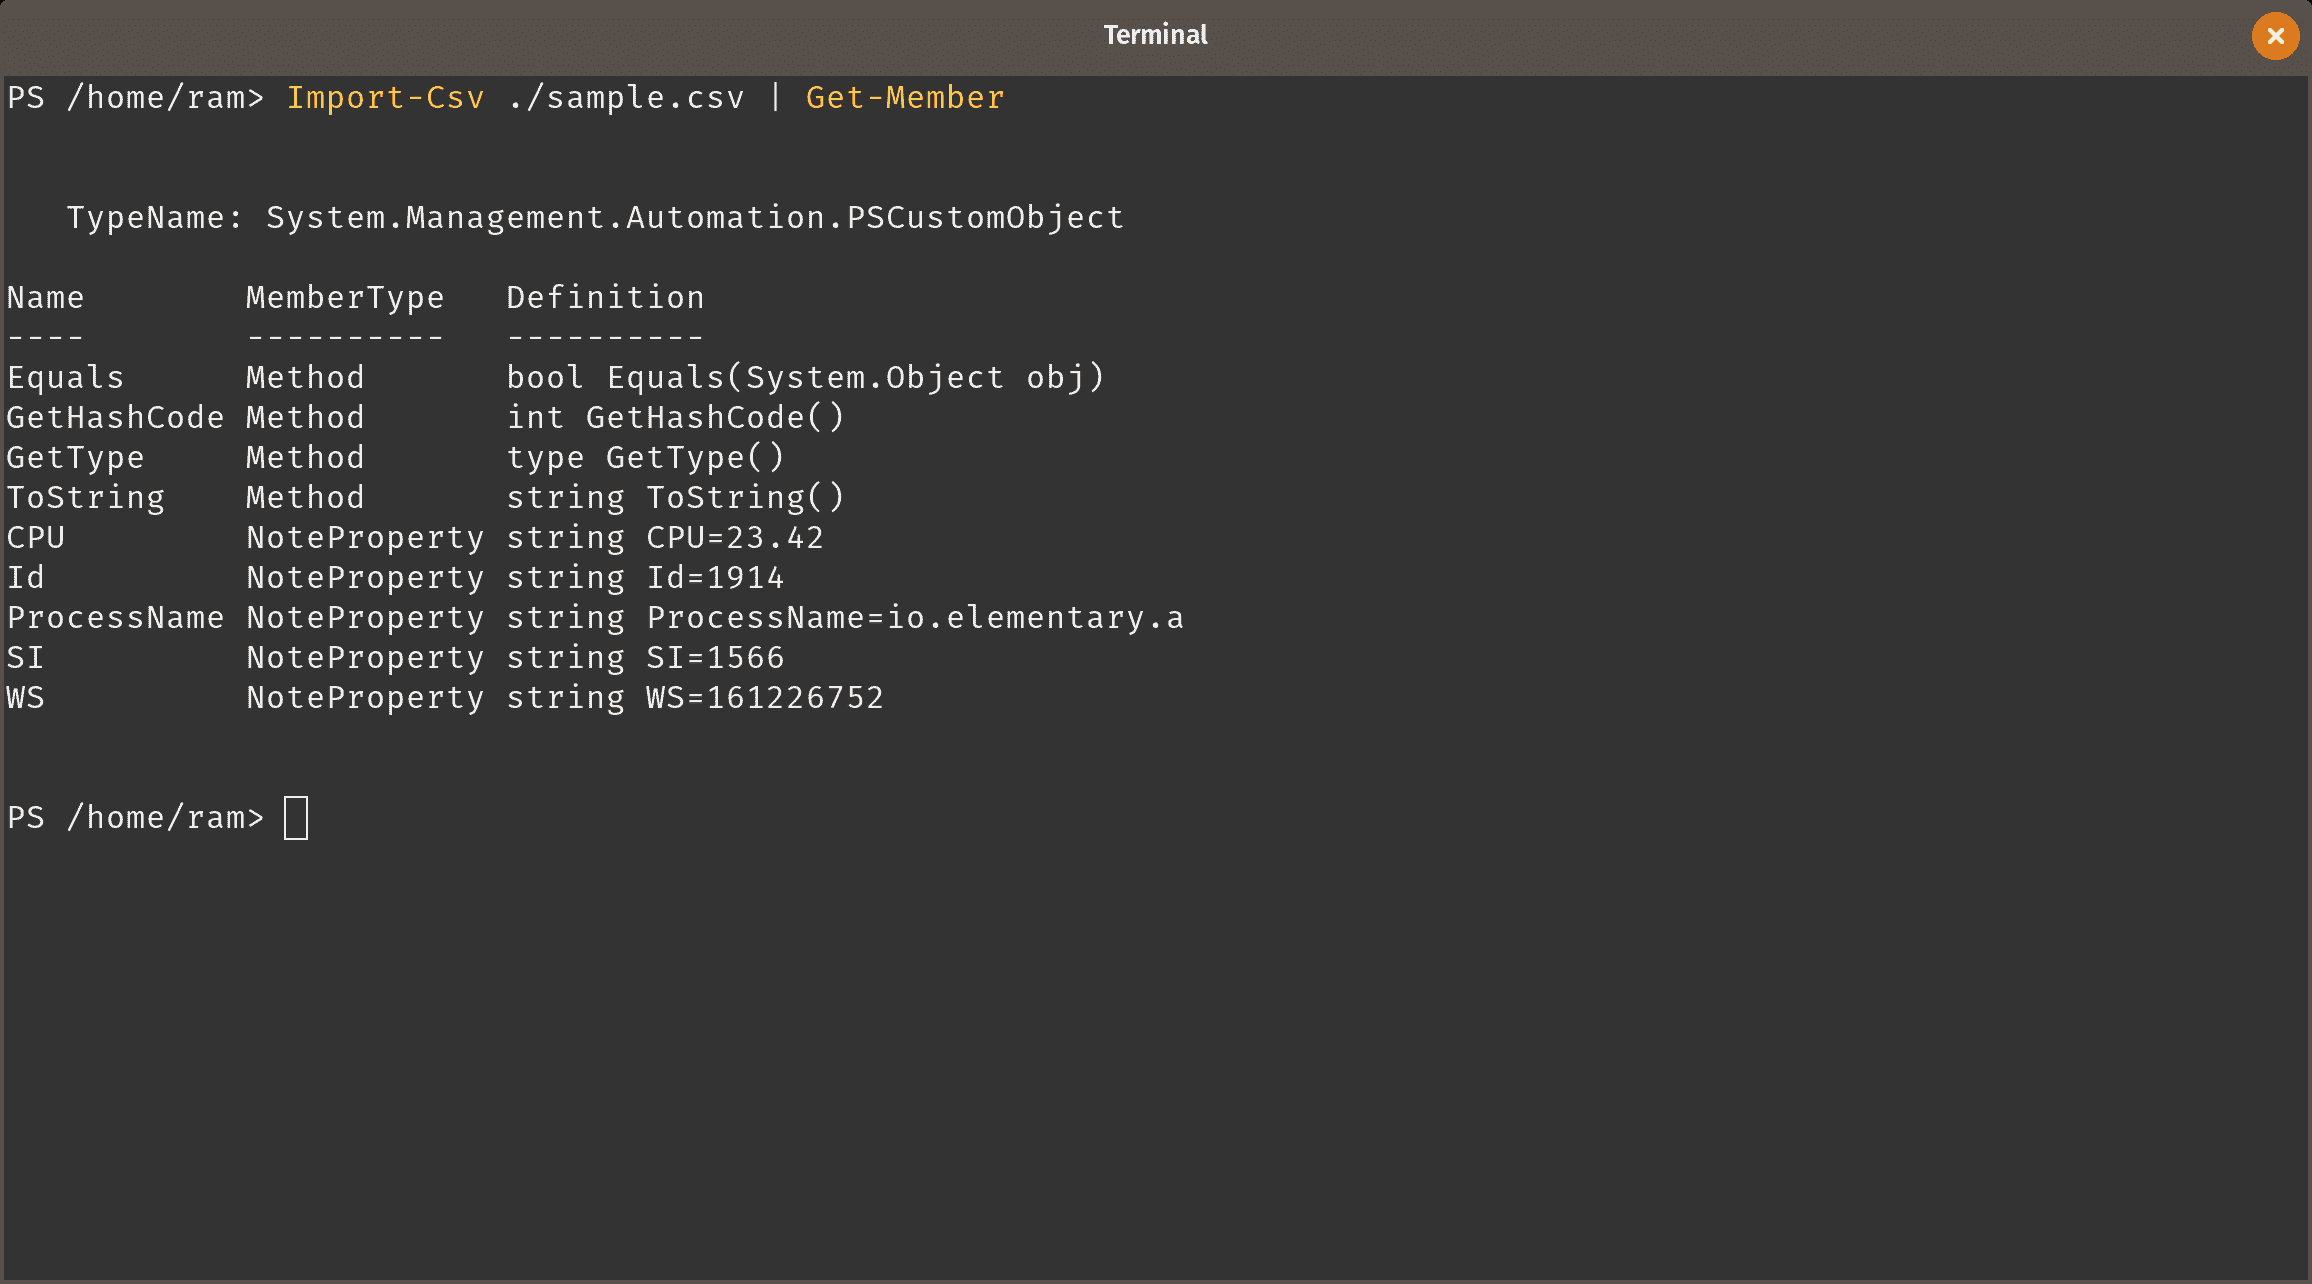 Terminal
PS /home/ram> Import-Csv ./sample.csv | Get-Member
TypeName: System.Management.Automation.PSCustomObject
Name        MemberType   Definition
----        ----------   ----------
Equals      Method       bool Equals(System.Object obj)
GetHashCode Method       int GetHashCode()
GetType     Method       type GetType()
ToString    Method       string ToString()
CPU         NoteProperty string CPU=23.42
Id          NoteProperty string Id=1914
ProcessName NoteProperty string ProcessName=io.elementary.a
SI          NoteProperty string SI=1566
WS          NoteProperty string WS=161226752
PS /home/ram>